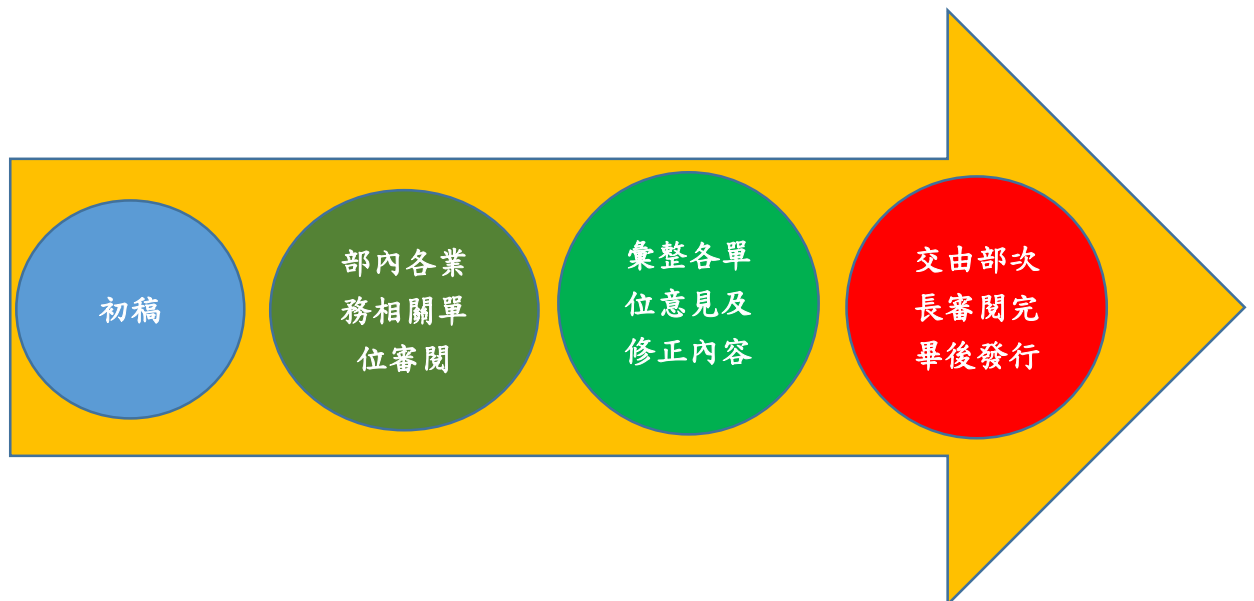 初稿
部內各業
務相關單
位審閱
彙整各單
位意見及
修正內容
交由部次
長審閱完
畢後發行